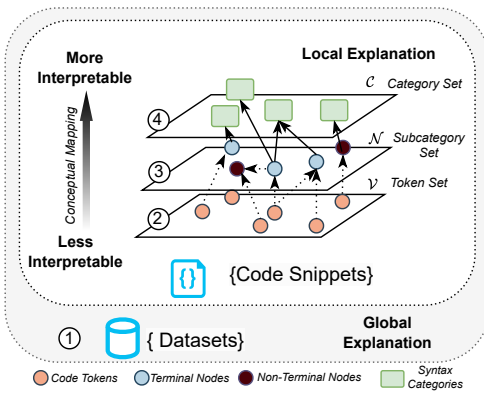 More
Interpretable
Local Explanation
𝒞 Category Set
Conceptual Mapping
④
𝒩 Subcategory
Set
③
𝒱 Token Set
②
Less
Interpretable
{} {Code Snippets}
① { Datasets}
Global
Explanation
Code Tokens Terminal Nodes Non-Terminal Nodes Syntax
Categories